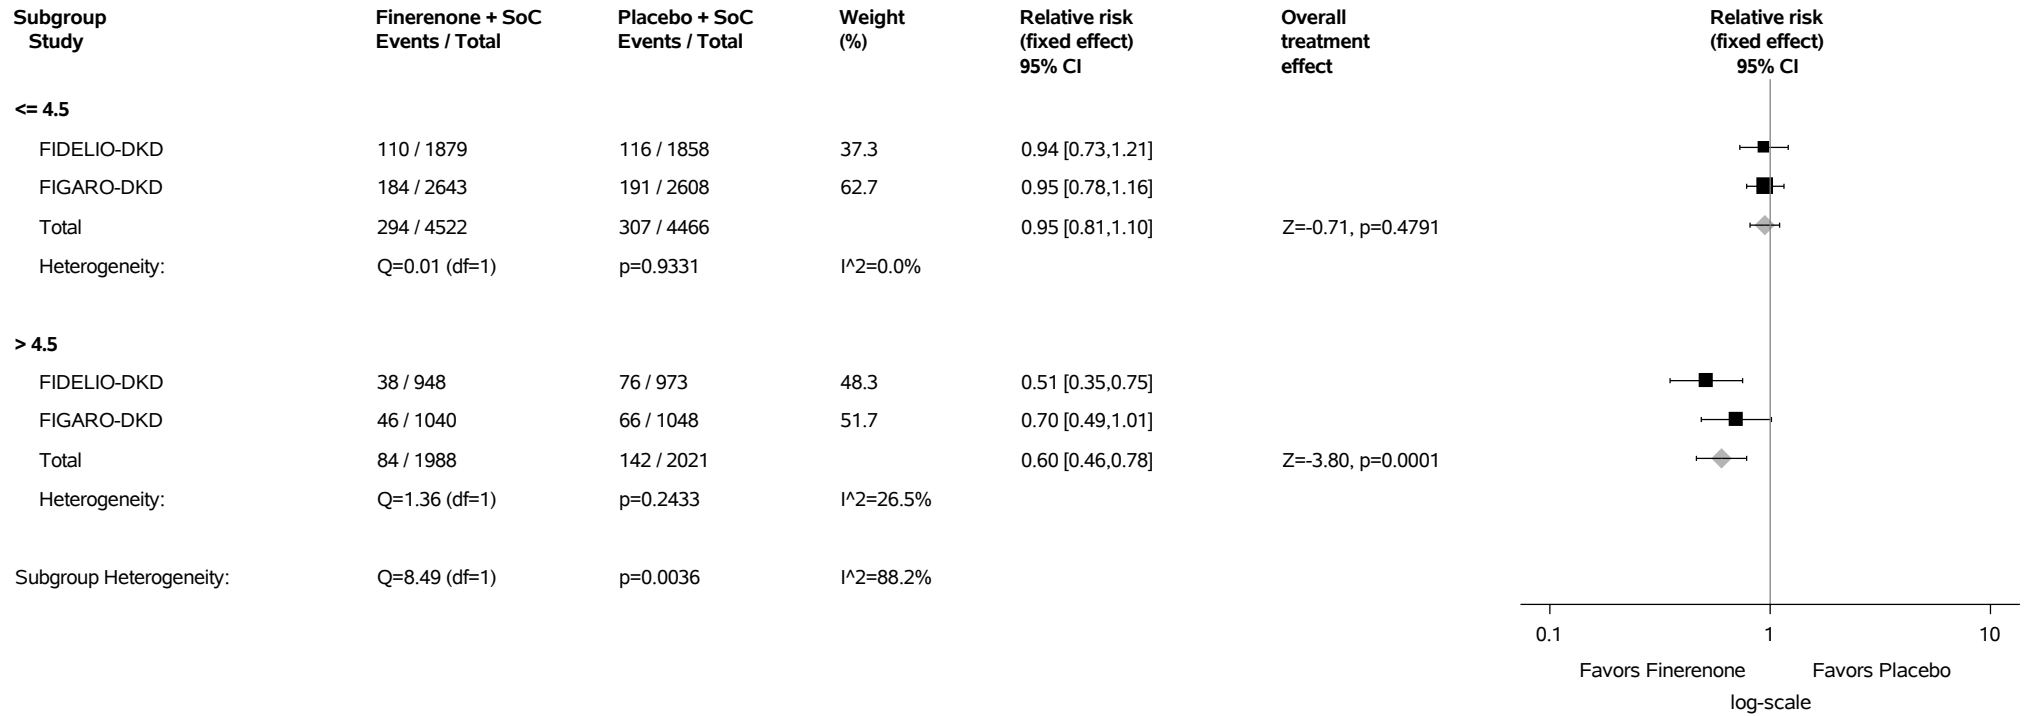 Subgroup Finerenone + SoC Placebo + SoC Weight Relative risk Overall Relative risk
Study Events / Total Events / Total (%) (fixed effect) treatment (fixed effect)
95% CI effect 95% CI
<= 4.5
FIDELIO-DKD 110 / 1879 116 / 1858 37.3 0.94 [0.73,1.21]
FIGARO-DKD 184 / 2643 191 / 2608 62.7 0.95 [0.78,1.16]
Total 294 / 4522 307 / 4466 0.95 [0.81,1.10] Z=-0.71, p=0.4791
Heterogeneity: Q=0.01 (df=1) p=0.9331 I^2=0.0%
> 4.5
FIDELIO-DKD 38 / 948 76 / 973 48.3 0.51 [0.35,0.75]
FIGARO-DKD 46 / 1040 66 / 1048 51.7 0.70 [0.49,1.01]
Total 84 / 1988 142 / 2021 0.60 [0.46,0.78] Z=-3.80, p=0.0001
Heterogeneity: Q=1.36 (df=1) p=0.2433 I^2=26.5%
Subgroup Heterogeneity: Q=8.49 (df=1) p=0.0036 I^2=88.2%
0.1 1 10
Favors Finerenone Favors Placebo
log-scale